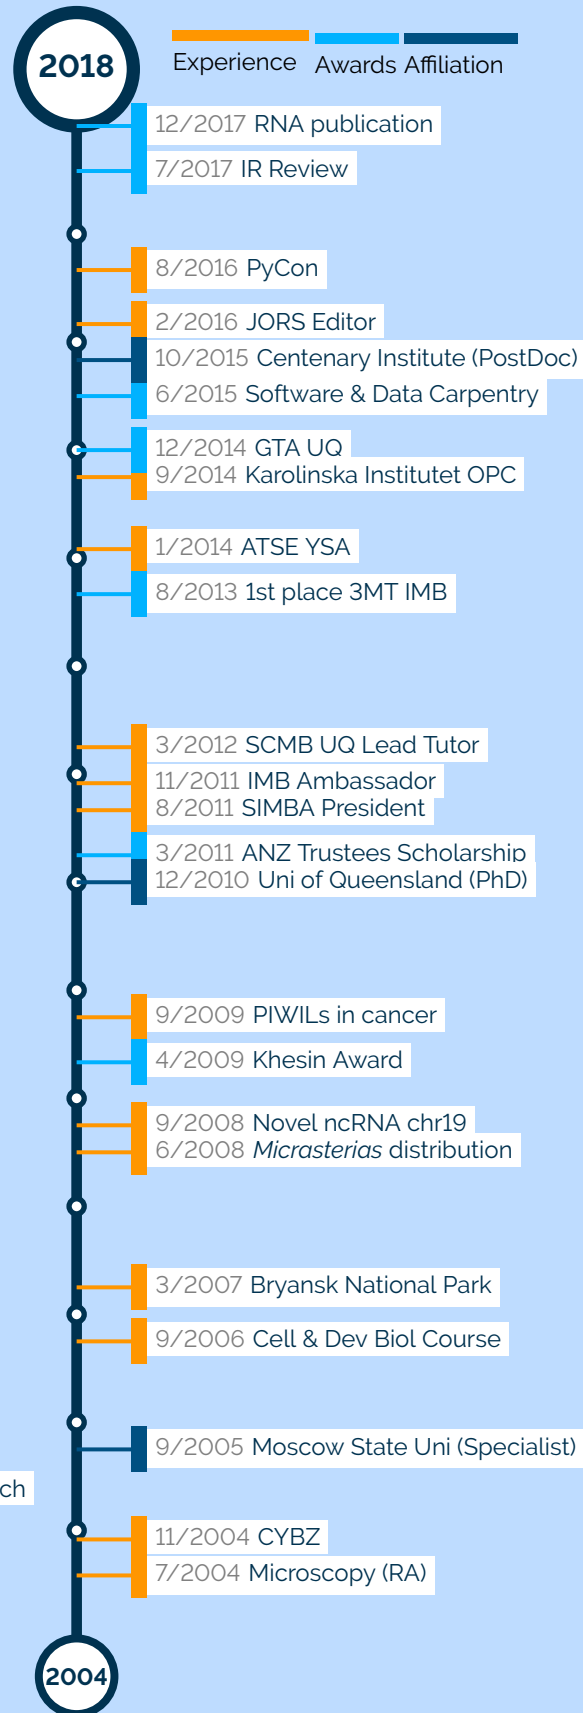 2018
Experience Awards Affiliation
12/2017 RNA publication
7/2017 IR Review
8/2016 PyCon
2/2016 JORS Editor
10/2015 Centenary Institute (PostDoc)
6/2015 Software & Data Carpentry
12/2014 GTA UQ
9/2014 Karolinska Institutet OPC
1/2014 ATSE YSA
8/2013 1st place 3MT IMB
3/2012 SCMB UQ Lead Tutor
11/2011 IMB Ambassador
8/2011 SIMBA President
3/2011 ANZ Trustees Scholarship
12/2010 Uni of Queensland (PhD)
9/2009 PIWILs in cancer
4/2009 Khesin Award
9/2008 Novel ncRNA chr19
6/2008 Micrasterias distribution
3/2007 Bryansk National Park
9/2006 Cell & Dev Biol Course
9/2005 Moscow State Uni (Specialist)
ch
11/2004 CYBZ
7/2004 Microscopy (RA)
2004